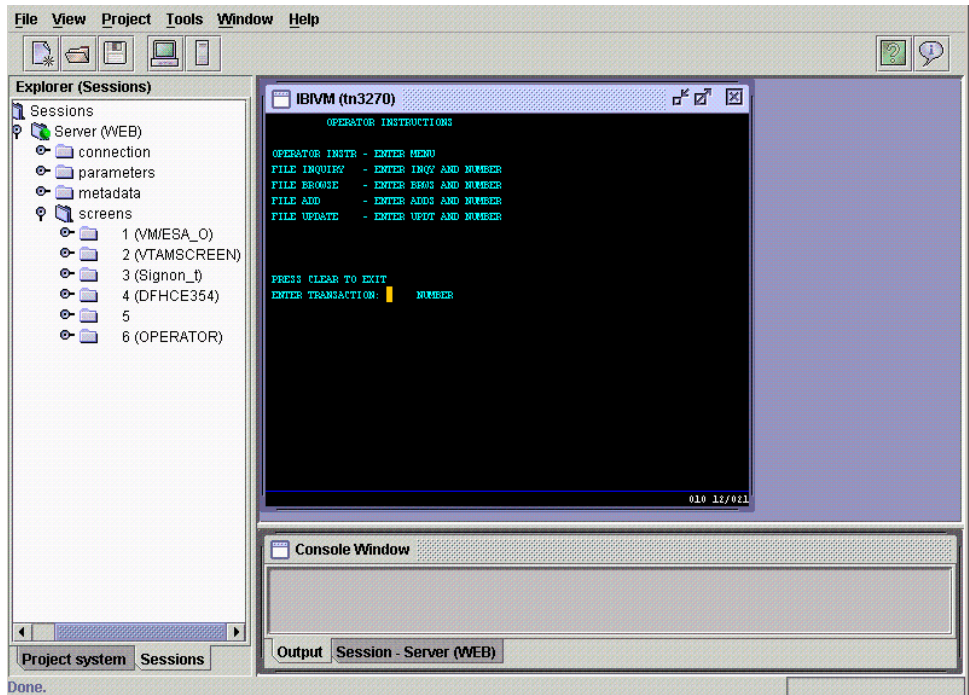 File View Project Tools Window Help
Explorer (Sessions)
Sessions
Server (WEB)
connection
parameters
metadata
screens
1 (VM/ESA_O)
2 (VTAMSCREEN)
3 (Signon_t)
4 (DFHCE354)
5
6 (OPERATOR)
Project system Sessions
Done.
IBIVM (tn3270)
OPERATOR INSTRUCTIONS
OPERATOR INSTR - ENTER MENU
FILE INQUIRY - ENTER INQY AND NUMBER
FILE BROWSE - ENTER BRWS AND NUMBER
FILE ADD - ENTER ADDS AND NUMBER
FILE UPDATE - ENTER UPDT AND NUMBER
PRESS CLEAR TO EXIT
ENTER TRANSACTION: NUMBER
010 12/021
Console Window
Output Session - Server (WEB)